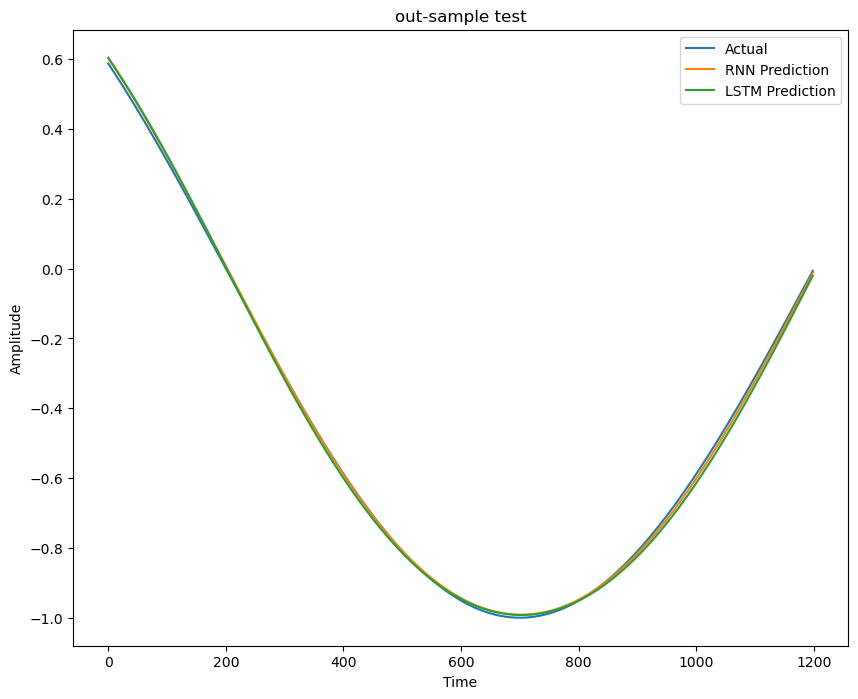 out-sample test
Actual
RNN Prediction
LSTM Prediction
0.6
0.4
0.2
0.0
−0.2
−0.4
−0.6
−0.8
−1.0
Amplitude
0 200 400 600 800 1000 1200
Time